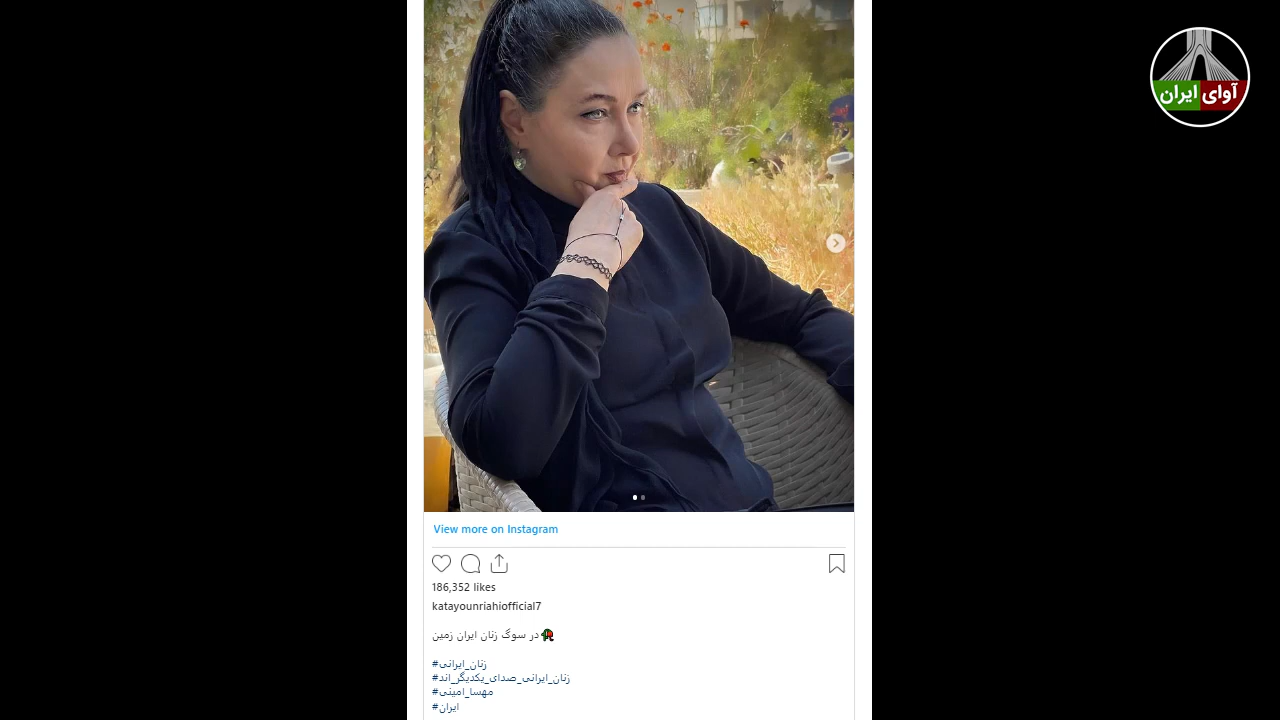 آوای ایران
View more on Instagram
186,352 likes
katayounriahiofficial7
در سوگ زنان ایران زمین🥀
#زنان_ایرانی
#زنان_ایرانی_صدای_یکدیگر_اند
#مهسا_امینی
#ایران